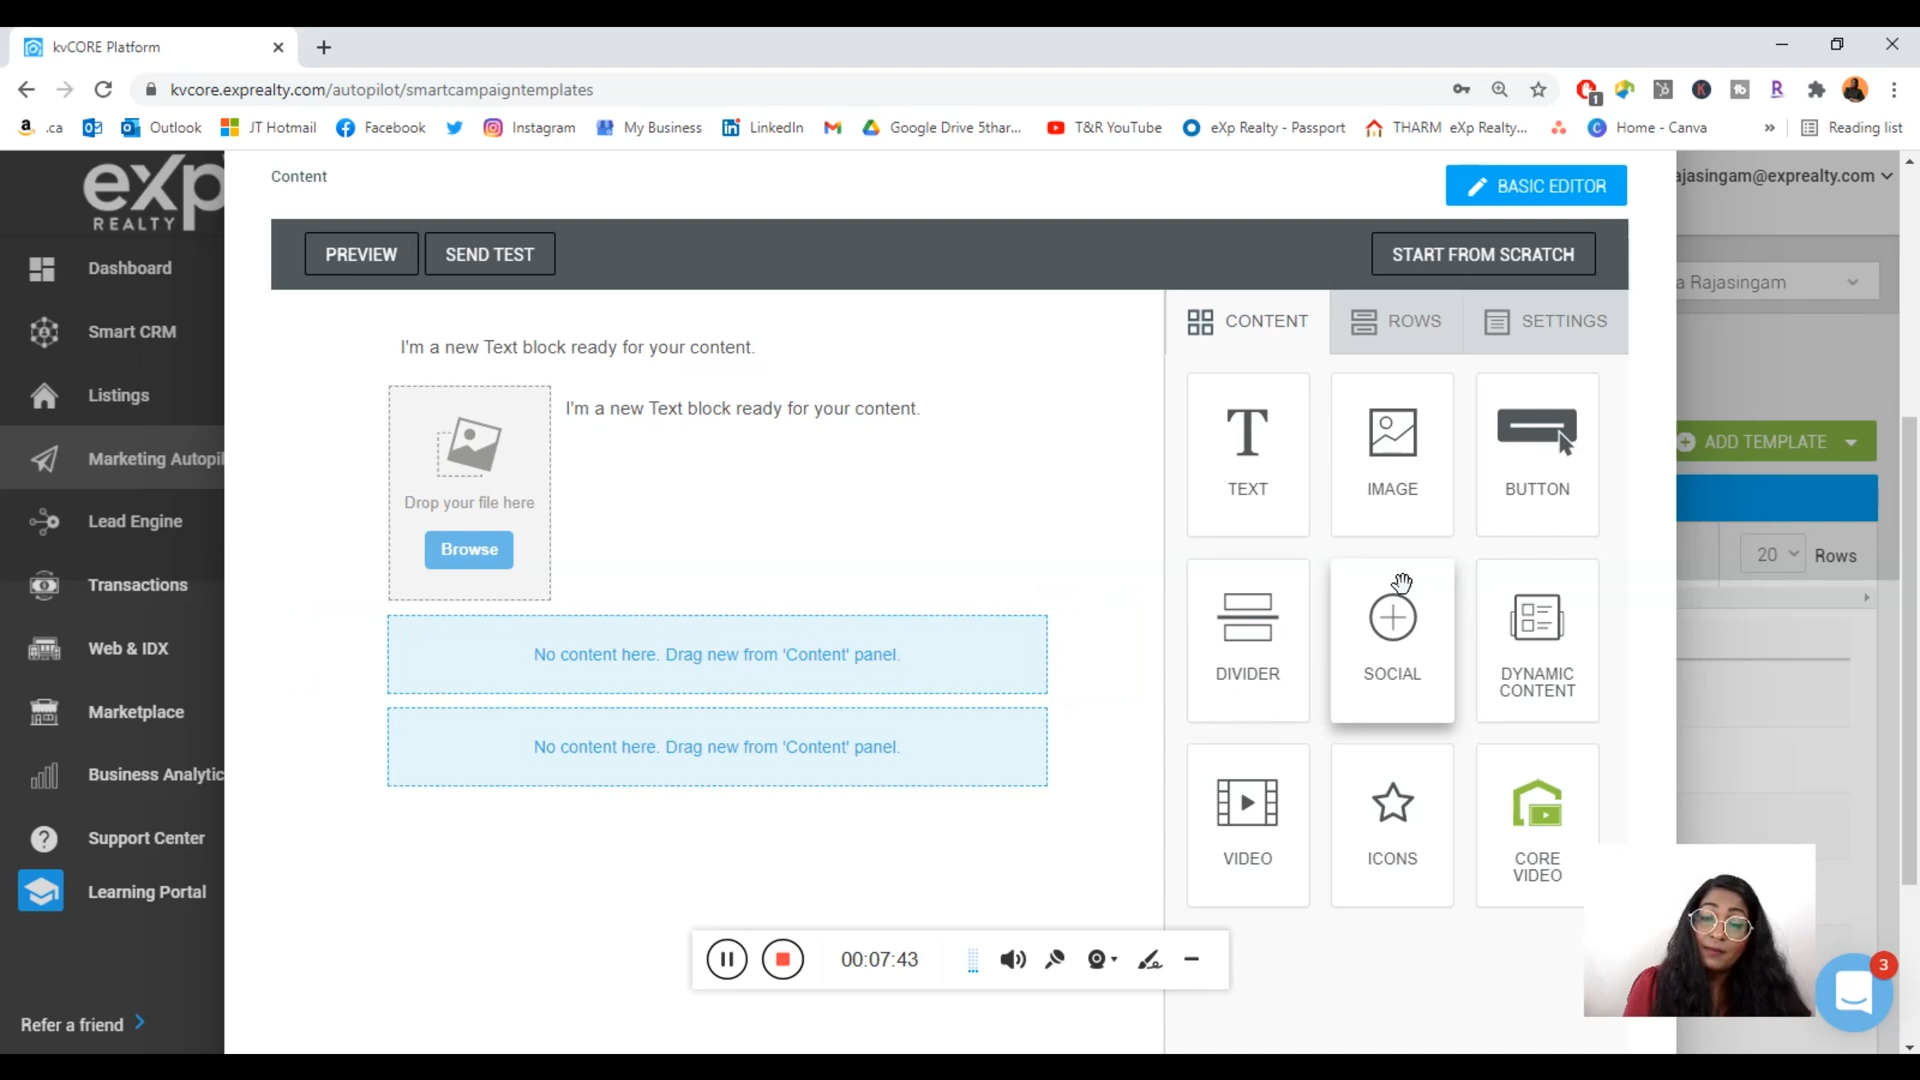 kvCORE Platform
kvcore.exprealty.com/autopilot/smartcampaigntemplates
1
.ca
Outlook
JT Hotmail
Facebook
Instagram
My Business
LinkedIn
Google Drive 5thar...
T&R YouTube
eXp Realty - Passport
THARM eXp Realty...
Home - Canva
»
Reading list
eXp
REALTY
Content
BASIC EDITOR
ajasingam@exprealty.com
PREVIEW
SEND TEST
START FROM SCRATCH
Dashboard
Smart CRM
Listings
Marketing Autopil
Lead Engine
Transactions
Web & IDX
Marketplace
Business Analytic
Support Center
Learning Portal
Refer a friend
I'm a new Text block ready for your content.
Drop your file here
Browse
I'm a new Text block ready for your content.
No content here. Drag new from 'Content' panel.
No content here. Drag new from 'Content' panel.
CONTENT
ROWS
SETTINGS
TEXT
IMAGE
BUTTON
DIVIDER
SOCIAL
DYNAMIC
CONTENT
VIDEO
ICONS
CORE
VIDEO
a Rajasingam
ADD TEMPLATE
20
Rows
00:07:43
3